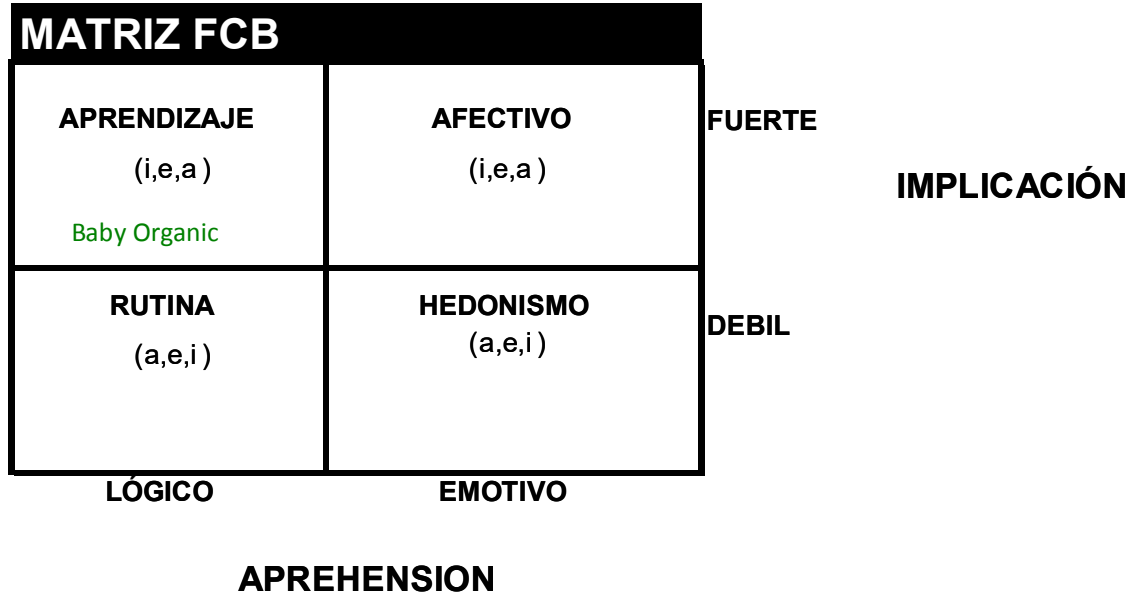 MATRIZ FCB
APRENDIZAJE
(i,e,a )
Baby Organic
AFECTIVO
(i,e,a )
FUERTE
IMPLICACIÓN
RUTINA
(a,e,i )
HEDONISMO
(a,e,i )
DEBIL
LÓGICO
EMOTIVO
APREHENSION